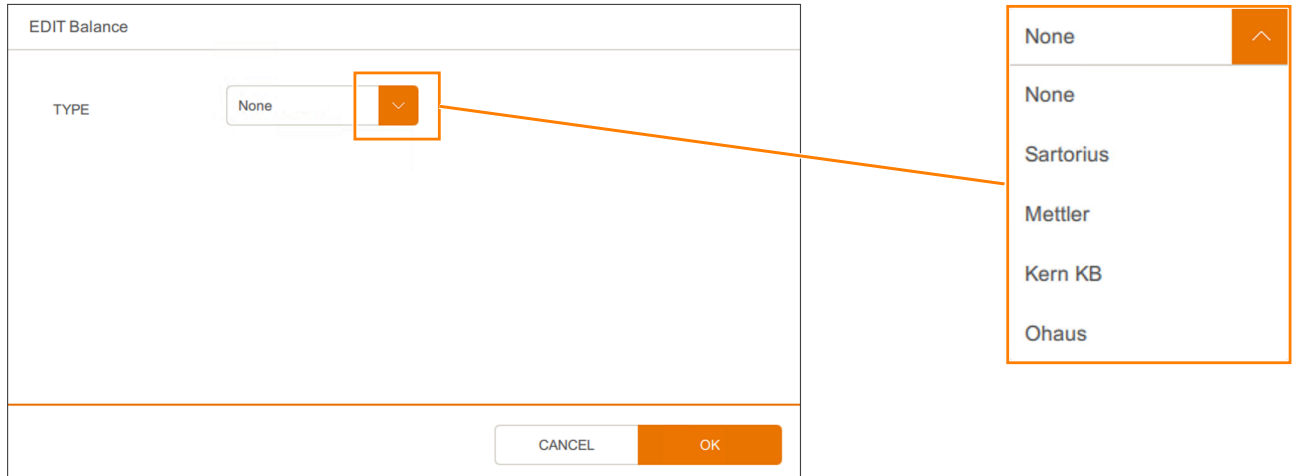 EDIT Balance
TYPE
None
CANCEL
OK
None
None
Sartorius
Mettler
Kern KB
Ohaus